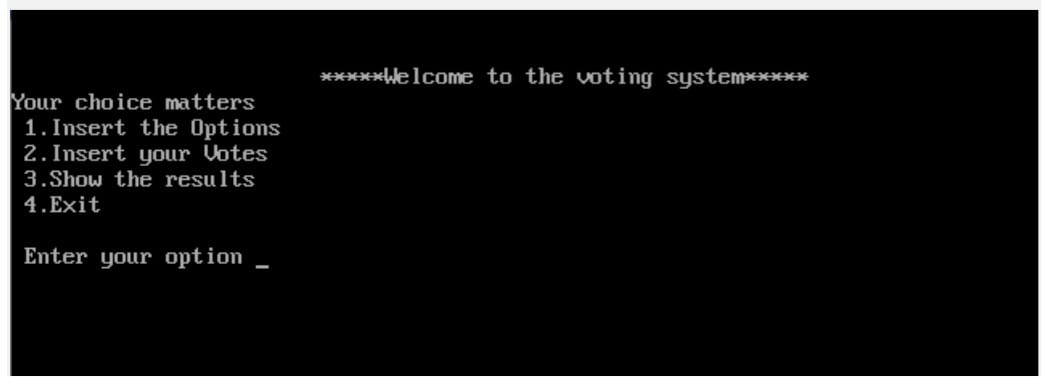 *****Welcome to the voting system*****
Your choice matters
1.Insert the Options
2.Insert your Votes
3.Show the results
4.Exit
Enter your option _